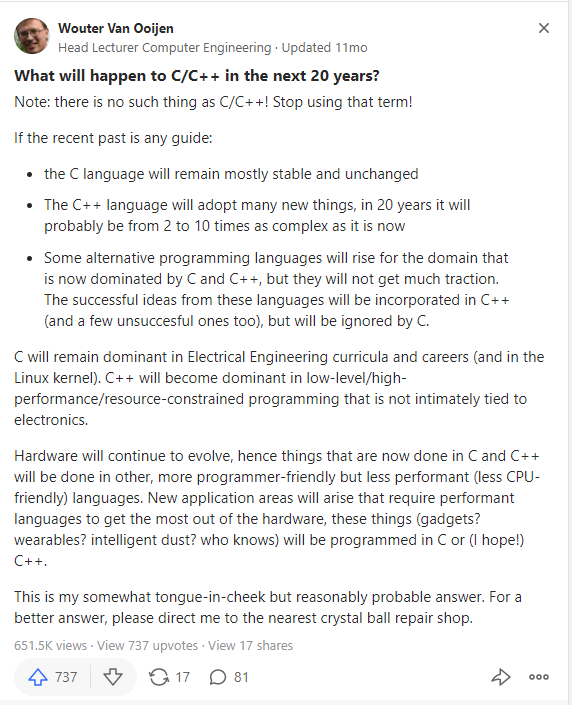 Wouter Van Ooijen
Head Lecturer Computer Engineering · Updated 11mo
What will happen to C/C++ in the next 20 years?
Note: there is no such thing as C/C++! Stop using that term!
If the recent past is any guide:
• the C language will remain mostly stable and unchanged
• The C++ language will adopt many new things, in 20 years it will
probably be from 2 to 10 times as complex as it is now
• Some alternative programming languages will rise for the domain that
is now dominated by C and C++, but they will not get much traction.
The successful ideas from these languages will be incorporated in C++
(and a few unsuccesful ones too), but will be ignored by C.
C will remain dominant in Electrical Engineering curricula and careers (and in the
Linux kernel). C++ will become dominant in low-level/high-
performance/resource-constrained programming that is not intimately tied to
electronics.
Hardware will continue to evolve, hence things that are now done in C and C++
will be done in other, more programmer-friendly but less performant (less CPU-
friendly) languages. New application areas will arise that require performant
languages to get the most out of the hardware, these things (gadgets?
wearables? intelligent dust? who knows) will be programmed in C or (I hope!)
C++.
This is my somewhat tongue-in-cheek but reasonably probable answer. For a
better answer, please direct me to the nearest crystal ball repair shop.
651.5K views · View 737 upvotes · View 17 shares
737 17 81